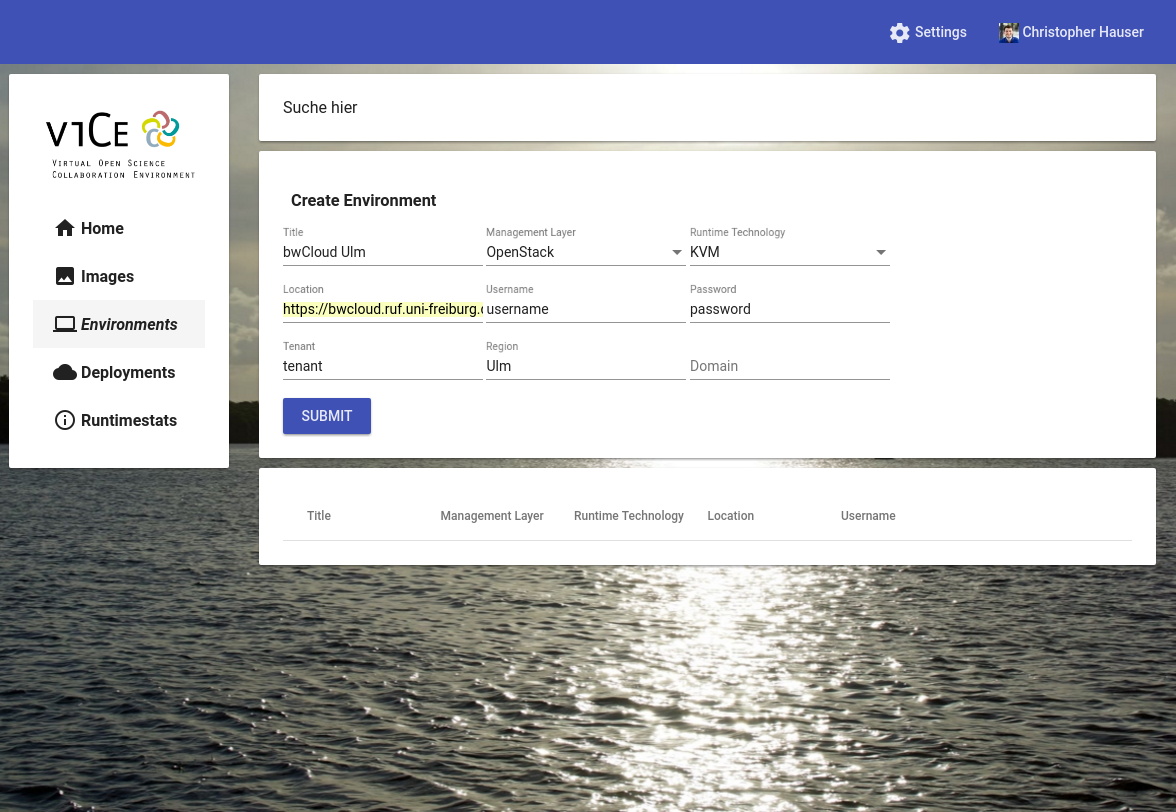 Settings Christopher Hauser
VICE
VIRTUAL OPEN SCIENCE
COLLABORATION ENVIRONMENT
Home
Images
Environments
Deployments
Runtimestats
Suche hier
Create Environment
Title Management Layer Runtime Technology
bwCloud Ulm OpenStack KVM
Location Username Password
https://bwcloud.ruf.uni-freiburg. username password
Tenant Region
tenant Ulm Domain
SUBMIT
Title Management Layer Runtime Technology Location Username